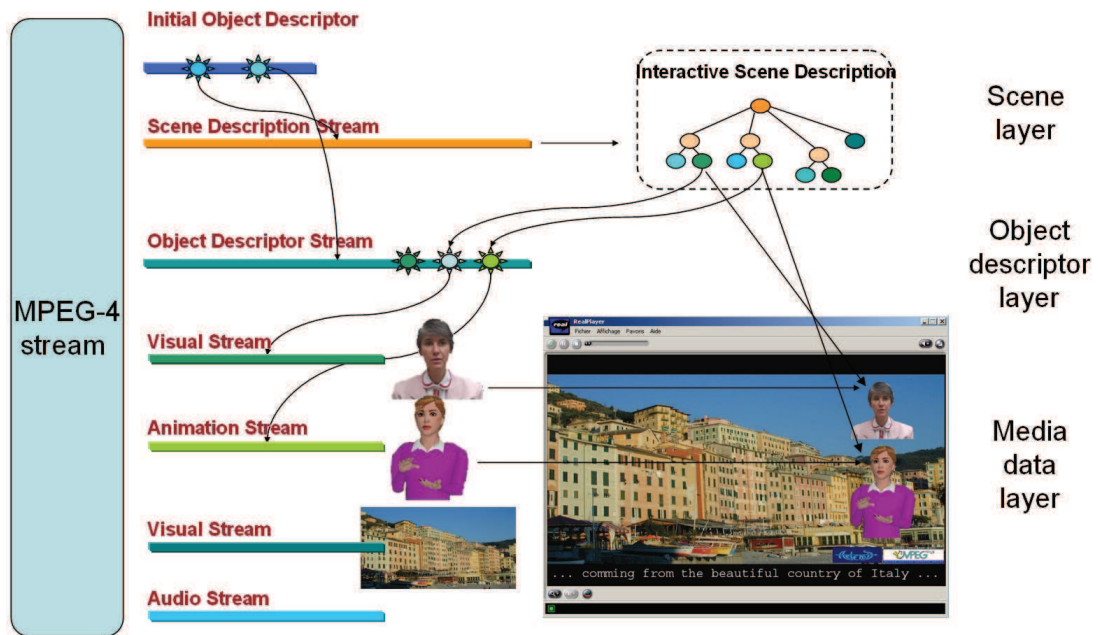 MPEG-4
stream
Initial Object Descriptor
Scene Description Stream
Interactive Scene Description
Scene
layer
Object Descriptor Stream
Object
descriptor
layer
Visual Stream
Animation Stream
Visual Stream
Audio Stream
real
RealPlayer
Fichier Affichage Favoris Aide
MPEG
... comming from the beautiful country of Italy ...
Media
data
layer